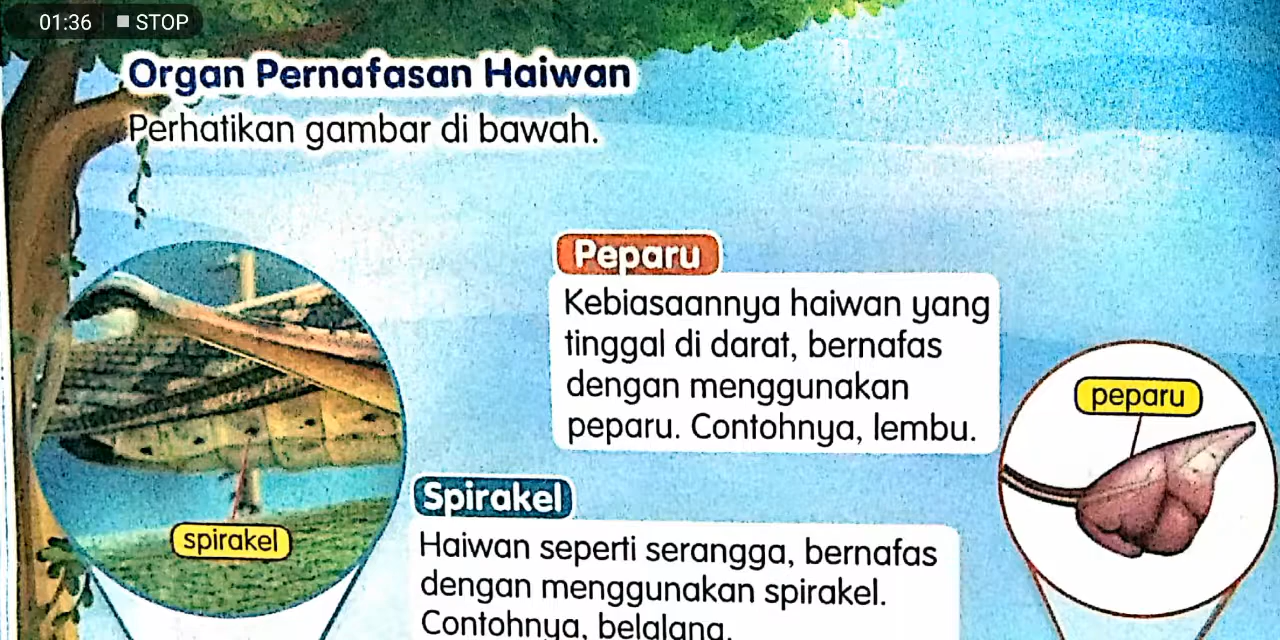 01:36 STOP
Organ Pernafasan Haiwan
Perhatikan gambar di bawah.
Peparu
Kebiasaannya haiwan yang
tinggal di darat, bernafas
dengan menggunakan
peparu. Contohnya, lembu.
peparu
Spirakel
Haiwan seperti serangga, bernafas
dengan menggunakan spirakel.
Contohnya, belalang.
spirakel